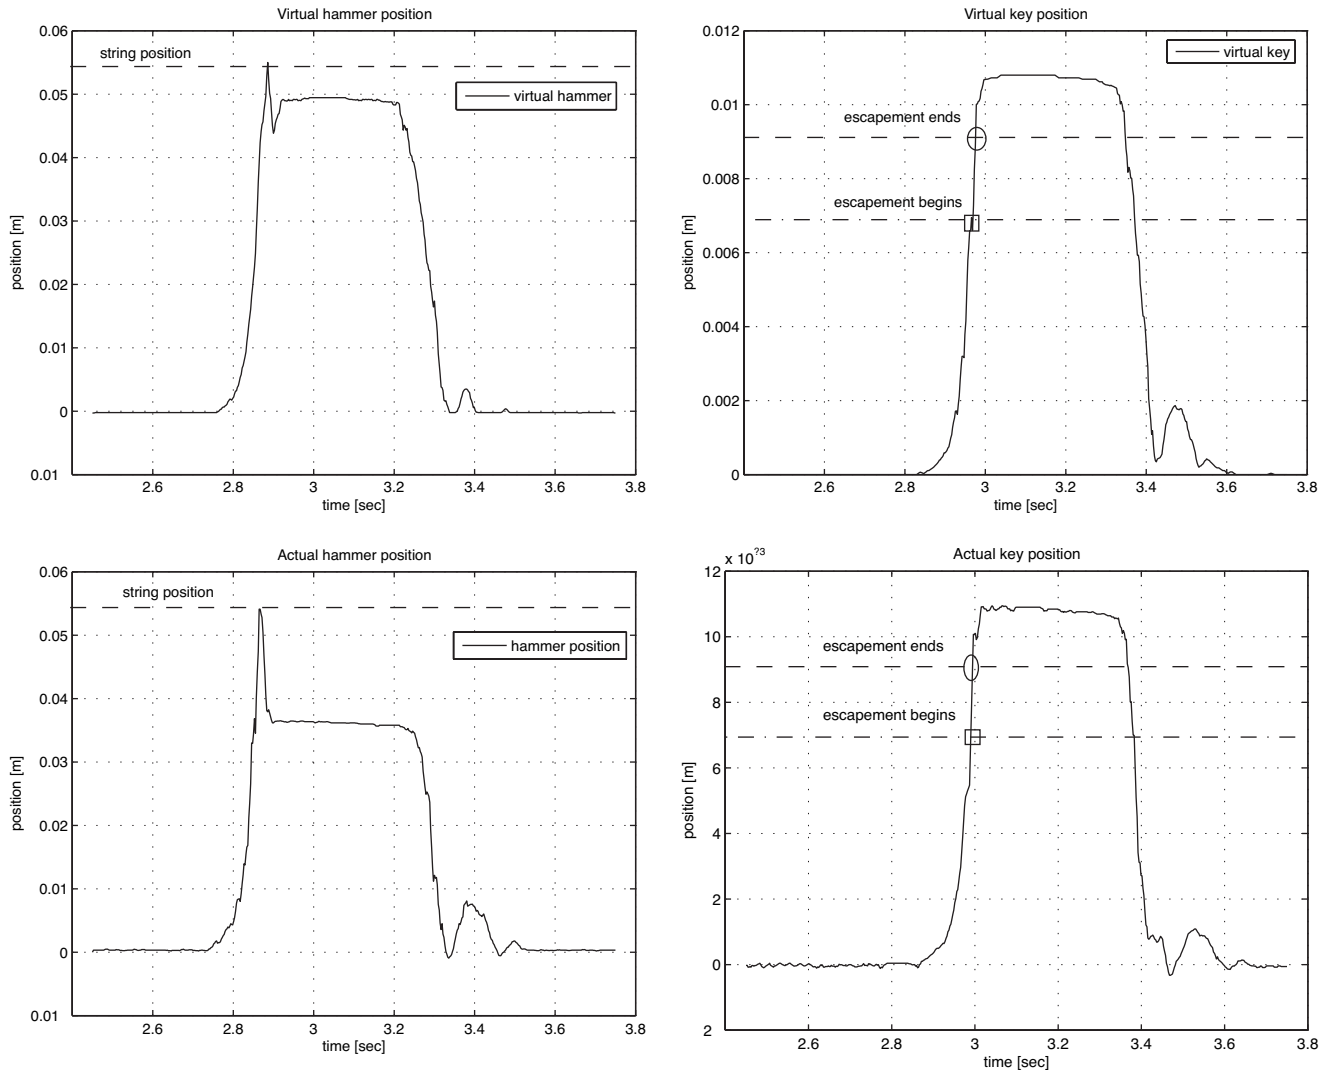 Virtual hammer position
0.06
string position
0.05
virtual hammer
0.04
0.03
position [m]
0.02
0.01
0
0.01
2.6 2.8 3 3.2 3.4 3.6 3.8
time [sec]
Virtual key position
0.012
virtual key
0.01
escapement ends
0.008
escapement begins
0.006
position [m]
0.004
0.002
0
2.6 2.8 3 3.2 3.4 3.6 3.8
time [sec]
Actual hammer position
0.06
string position
0.05
hammer position
0.04
0.03
position [m]
0.02
0.01
0
0.01
2.6 2.8 3 3.2 3.4 3.6 3.8
time [sec]
Actual key position
x 10?3
12
10
escapement ends
8
escapement begins
6
position [m]
4
2
0
2
2.6 2.8 3 3.2 3.4 3.6 3.8
time [sec]